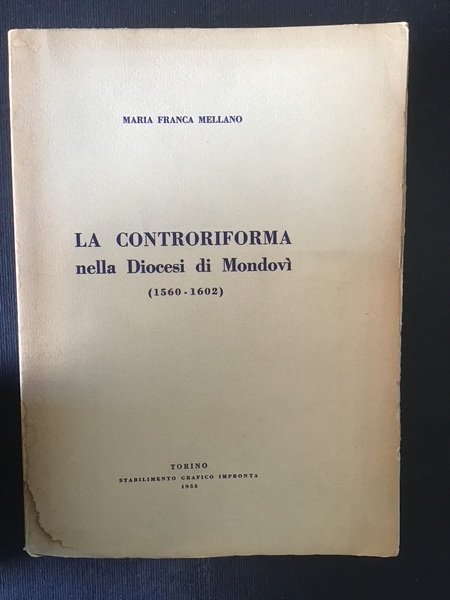 MARIA FRANCA MELLANO
LA CONTRORIFORMA
nella Diocesi di Mondovì
(1560-1602)
TORINO
STABILIMENTO GRAFICO IMPRONTA
1955